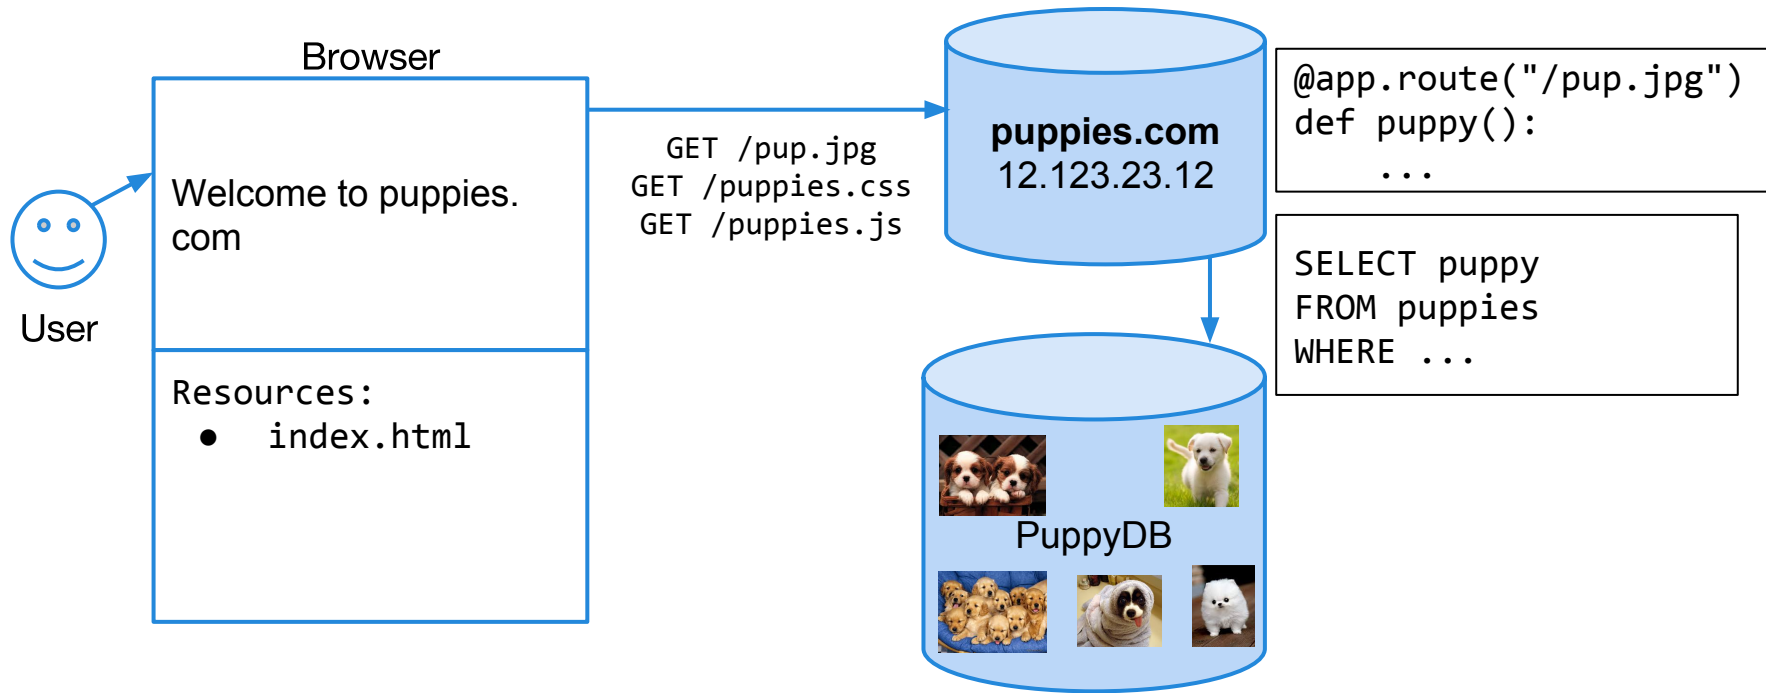 Browser
Welcome to puppies.
com
User
Resources:
● index.html
GET /pup.jpg
GET /puppies.css
GET /puppies.js
puppies.com
12.123.23.12
@app.route("/pup.jpg")
def puppy():
...
SELECT puppy
FROM puppies
WHERE ...
PuppyDB